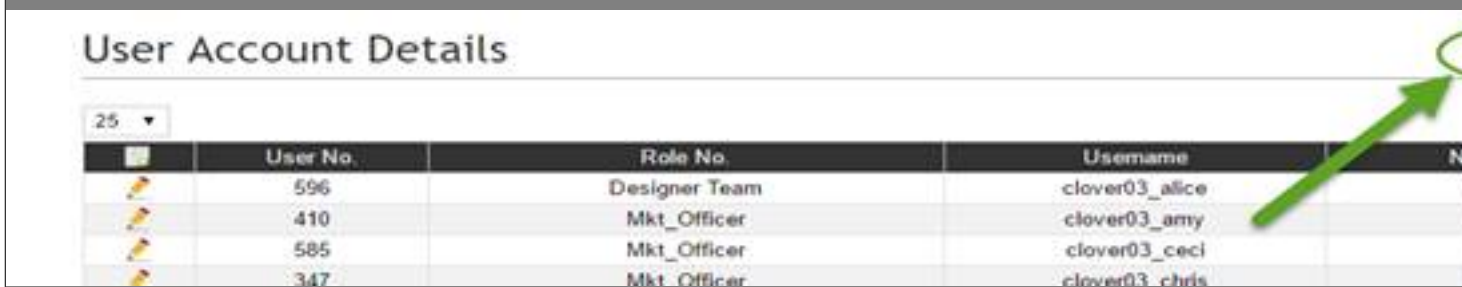 User Account Details
25
User No. Role No. Username N
596 Designer Team clover03_alice
410 Mkt_Officer clover03_amy
585 Mkt_Officer clover03_ceci
347 Mkt_Officer clover03_chris